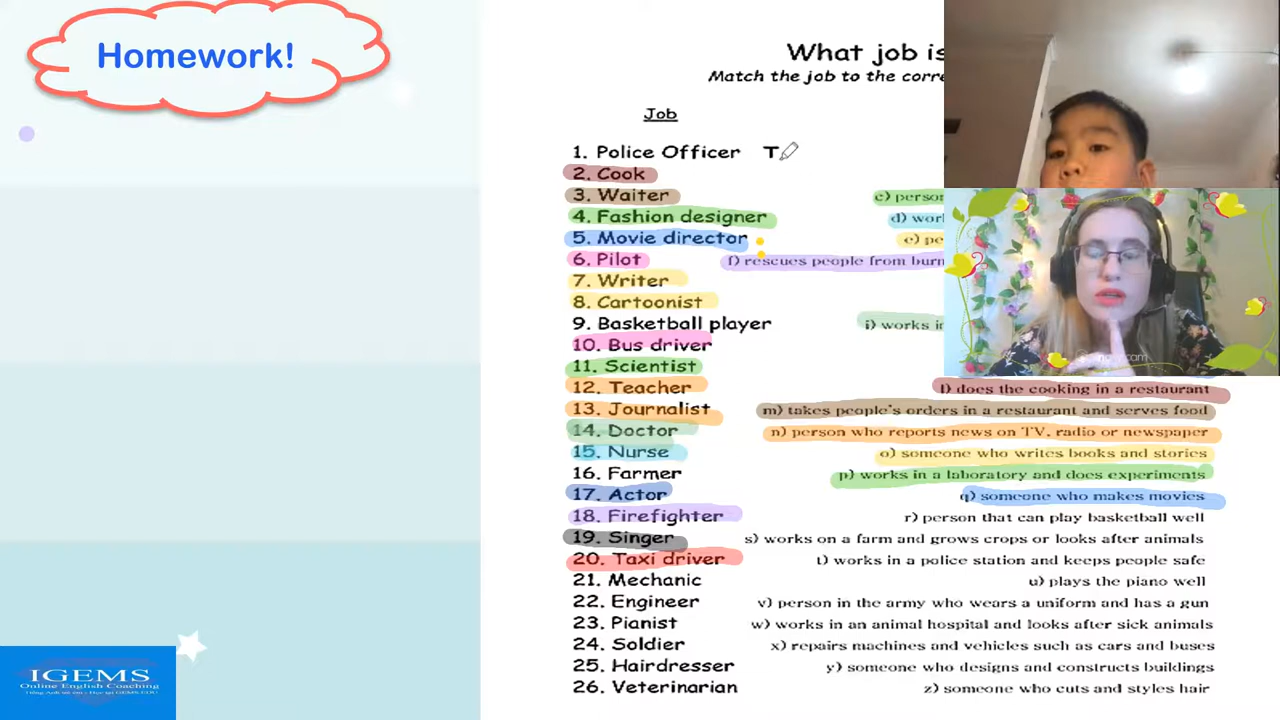 Homework!
What job is
Match the job to the corre
Job
1. Police Officer T
2. Cook
3. Waiter
c) person
4. Fashion designer
d) worl
5. Movie director
e) pe
6. Pilot
f) rescues people from burn
7. Writer
8. Cartoonist
9. Basketball player
i) works in
10. Bus driver
11. Scientist
12. Teacher
l) does the cooking in a restaurant
13. Journalist
m) takes people's orders in a restaurant and serves food
14. Doctor
n) person who reports news on TV, radio or newspaper
15. Nurse
o) someone who writes books and stories
16. Farmer
p) works in a laboratory and does experiments
17. Actor
q) someone who makes movies
18. Firefighter
r) person that can play basketball well
19. Singer
s) works on a farm and grows crops or looks after animals
20. Taxi driver
t) works in a police station and keeps people safe
21. Mechanic
u) plays the piano well
22. Engineer
v) person in the army who wears a uniform and has a gun
23. Pianist
w) works in an animal hospital and looks after sick animals
24. Soldier
x) repairs machines and vehicles such as cars and buses
25. Hairdresser
y) someone who designs and constructs buildings
26. Veterinarian
z) someone who cuts and styles hair
IGEMS
Online English Coaching